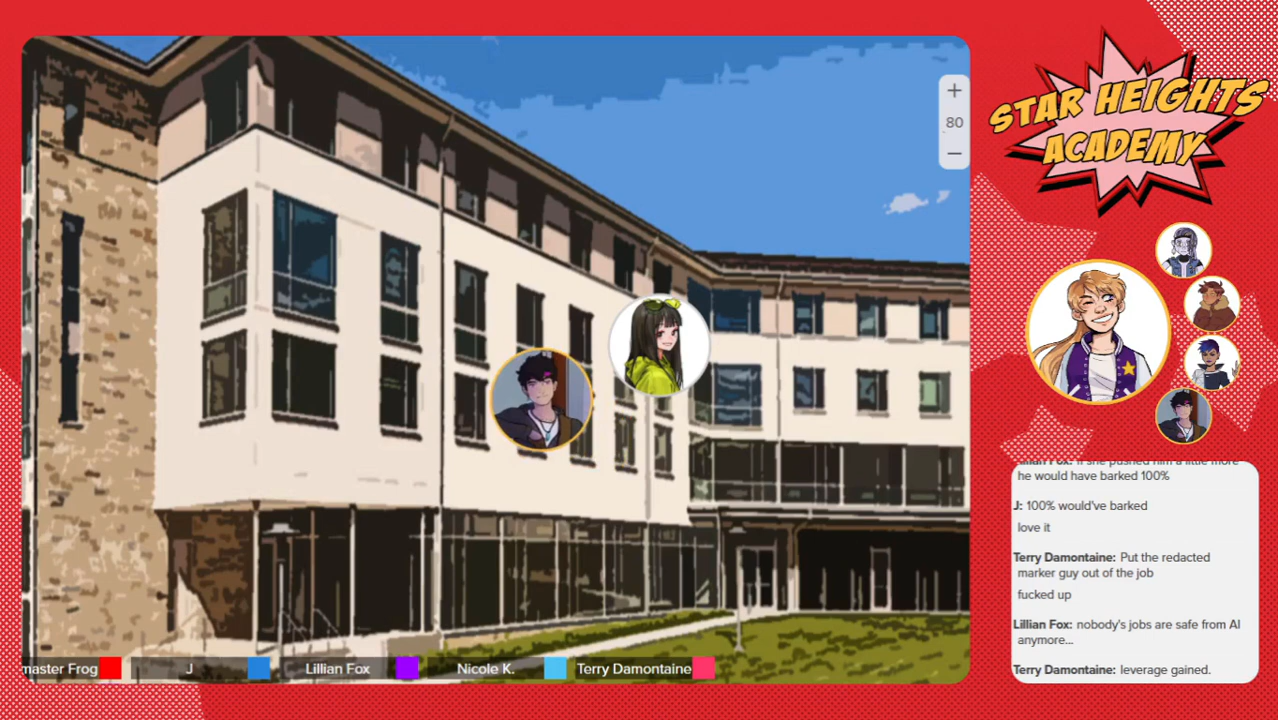 STAR HEIGHTS
ACADEMY
+
80
−
he would have barked 100%
J: 100% would've barked
love it
Terry Damontaine: Put the redacted
marker guy out of the job
fucked up
Lillian Fox: nobody's jobs are safe from AI
anymore...
Terry Damontaine: leverage gained.
master Frog
J
Lillian Fox
Nicole K.
Terry Damontaine